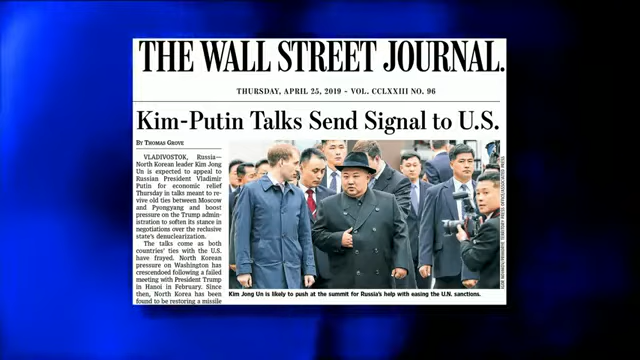 THE WALL STREET JOURNAL.
THURSDAY, APRIL 25, 2019 - VOL. CCLXXIII NO. 96
Kim-Putin Talks Send Signal to U.S.
BY THOMAS GROVE
VLADIVOSTOK, Russia—
North Korean leader Kim Jong
Un is expected to appeal to
Russian President Vladimir
Putin for economic relief
Thursday in talks meant to re-
vive old ties between Moscow
and Pyongyang and boost
pressure on the Trump admin-
istration to soften its stance in
negotiations over the reclusive
state's denuclearization.
The talks come as both
countries' ties with the U.S.
have frayed. North Korean
pressure on Washington has
crescendoed following a failed
meeting with President Trump
in Hanoi in February. Since
then, North Korea has been
found to be restoring a missile
Kim Jong Un is likely to push at the summit for Russia's help with easing the U.N. sanctions.